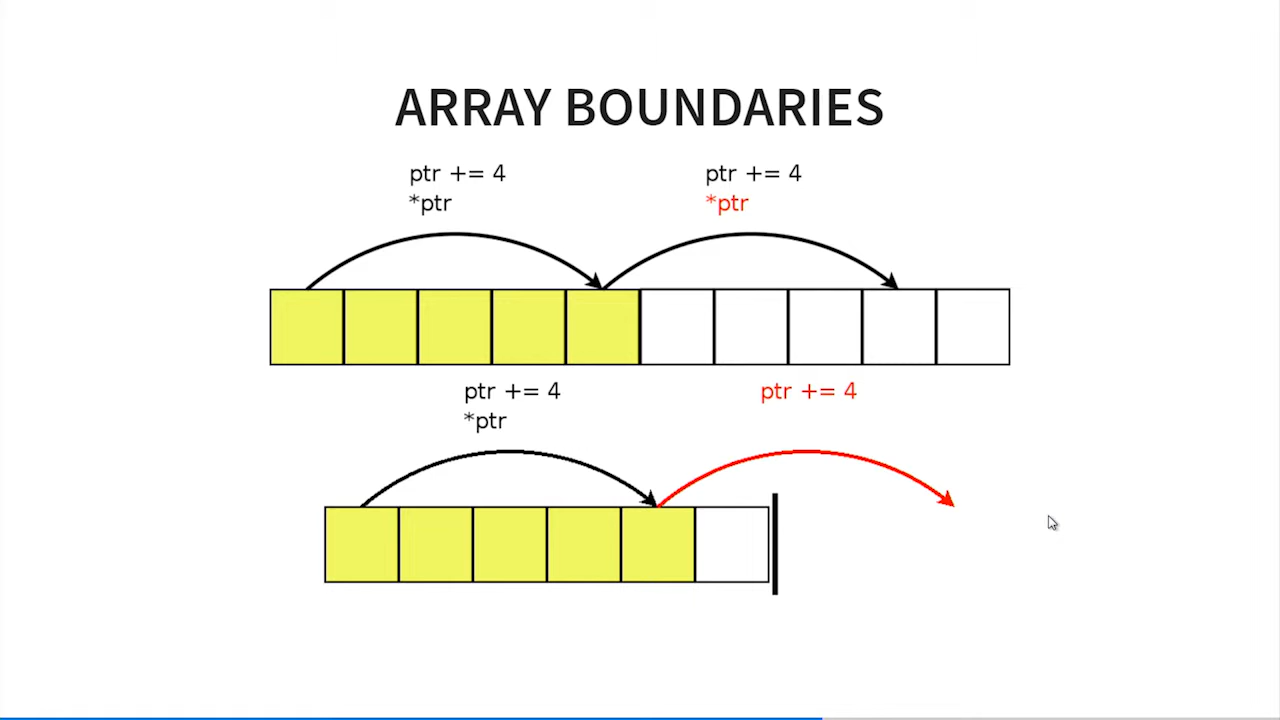 ARRAY BOUNDARIES
ptr += 4
*ptr
ptr += 4
*ptr
ptr += 4
*ptr
ptr += 4